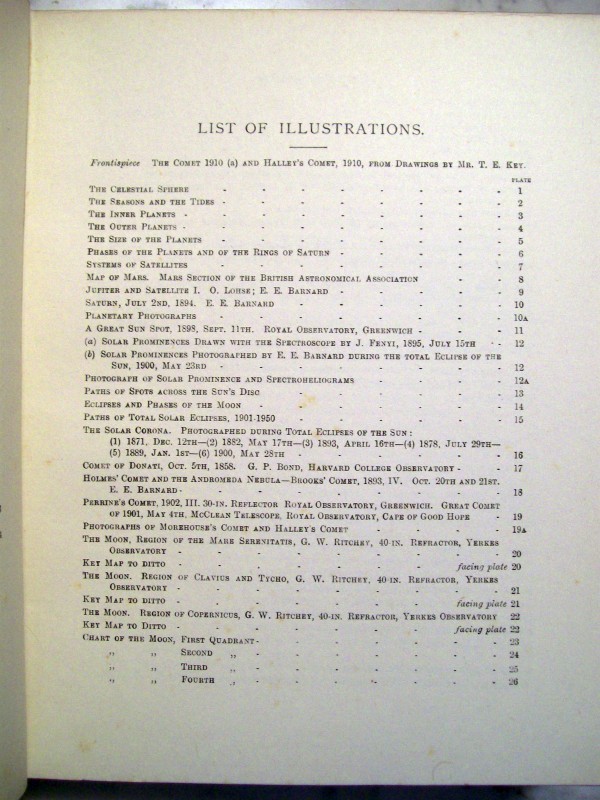 LIST OF ILLUSTRATIONS.
Frontispiece The Comet 1910 (a) and Halley's Comet, 1910, from Drawings by Mr. T. E. Key.
PLATE
The Celestial Sphere - - - - - - - - 1
The Seasons and the Tides - - - - - - - - 2
The Inner Planets - - - - - - - - - 3
The Outer Planets - - - - - - - - - 4
The Size of the Planets - - - - - - - - 5
Phases of the Planets and of the Rings of Saturn - - - - - 6
Systems of Satellites - - - - - - - - 7
Map of Mars. Mars Section of the British Astronomical Association - - 8
Jupiter and Satellite I. O. Lohse; E. E. Barnard - - - - - 9
Saturn, July 2nd, 1894. E. E. Barnard - - - - - - 10
Planetary Photographs - - - - - - - - 10A
A Great Sun Spot, 1898, Sept. 11th. Royal Observatory, Greenwich - - - 11
(a) Solar Prominences Drawn with the Spectroscope by J. Fenyi, 1895, July 15th - - 12
(b) Solar Prominences Photographed by E. E. Barnard during the total Eclipse of the
Sun, 1900, May 23rd - - - - - - - - 12
Photograph of Solar Prominence and Spectroheliograms - - - - 12A
Paths of Spots across the Sun's Disc - - - - - - 13
Eclipses and Phases of the Moon - - - - - - - 14
Paths of Total Solar Eclipses, 1901-1950 - - - - - - 15
The Solar Corona. Photographed during Total Eclipses of the Sun:
(1) 1871, Dec. 12th—(2) 1882, May 17th—(3) 1893, April 16th—(4) 1878, July 29th—
(5) 1889, Jan. 1st—(6) 1900, May 28th - - - - - - 16
Comet of Donati, Oct. 5th, 1858. G. P. Bond, Harvard College Observatory - - 17
Holmes' Comet and the Andromeda Nebula—Brooks' Comet, 1893, IV. Oct. 20th and 21st.
E. E. Barnard - - - - - - - - - 18
Perrine's Comet, 1902, III. 30-in. Reflector Royal Observatory, Greenwich. Great Comet
of 1901, May 4th, McClean Telescope, Royal Observatory, Cape of Good Hope - 19
Photographs of Morehouse's Comet and Halley's Comet - - - - 19A
The Moon, Region of the Mare Serenitatis, G. W. Ritchey, 40-in. Refractor, Yerkes
Observatory - - - - - - - - - 20
Key Map to Ditto - - - - - - - facing plate 20
The Moon. Region of Clavius and Tycho, G. W. Ritchey, 40-in. Refractor, Yerkes
Observatory - - - - - - - - - 21
Key Map to Ditto - - - - - - - facing plate 21
The Moon. Region of Copernicus, G. W. Ritchey, 40-in. Refractor, Yerkes Observatory 22
Key Map to Ditto - - - - - - - facing plate 22
Chart of the Moon, First Quadrant - - - - - - - 23
,, ,, Second ,, - - - - - - - 24
,, ,, Third ,, - - - - - - - 25
,, ,, Fourth ,, - - - - - - - 26